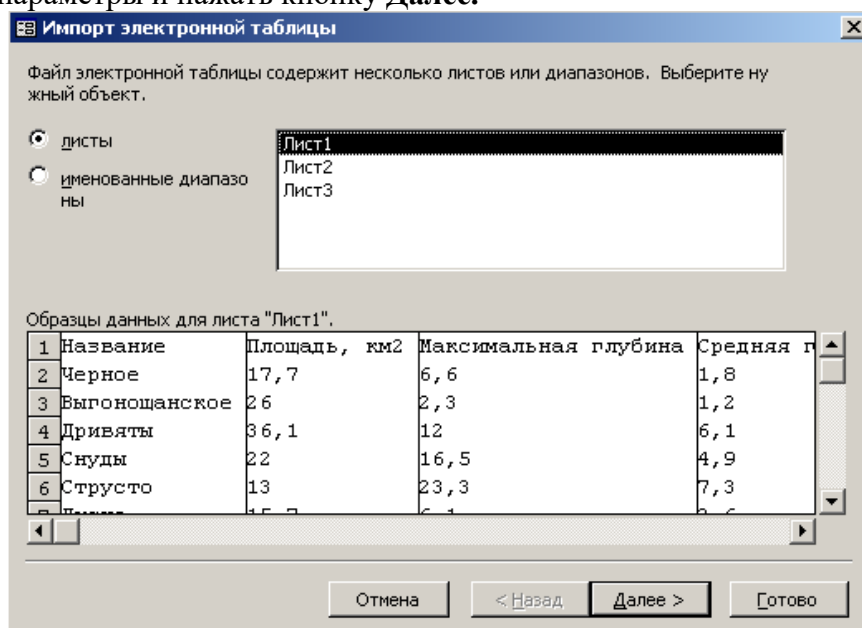 параметры и нажать кнопку Далее.
Импорт электронной таблицы
Файл электронной таблицы содержит несколько листов или диапазонов. Выберите ну
жный объект.
листы
именованные диапазо
ны
Лист1
Лист2
Лист3
Образцы данных для листа "Лист1".
1 Название Площадь, км2 Максимальная глубина Средняя г
2 Черное 17,7 6,6 1,8
3 Выгонощанское 26 2,3 1,2
4 Дривяты 36,1 12 6,1
5 Снуды 22 16,5 4,9
6 Струсто 13 23,3 7,3
Отмена < Назад Далее > Готово